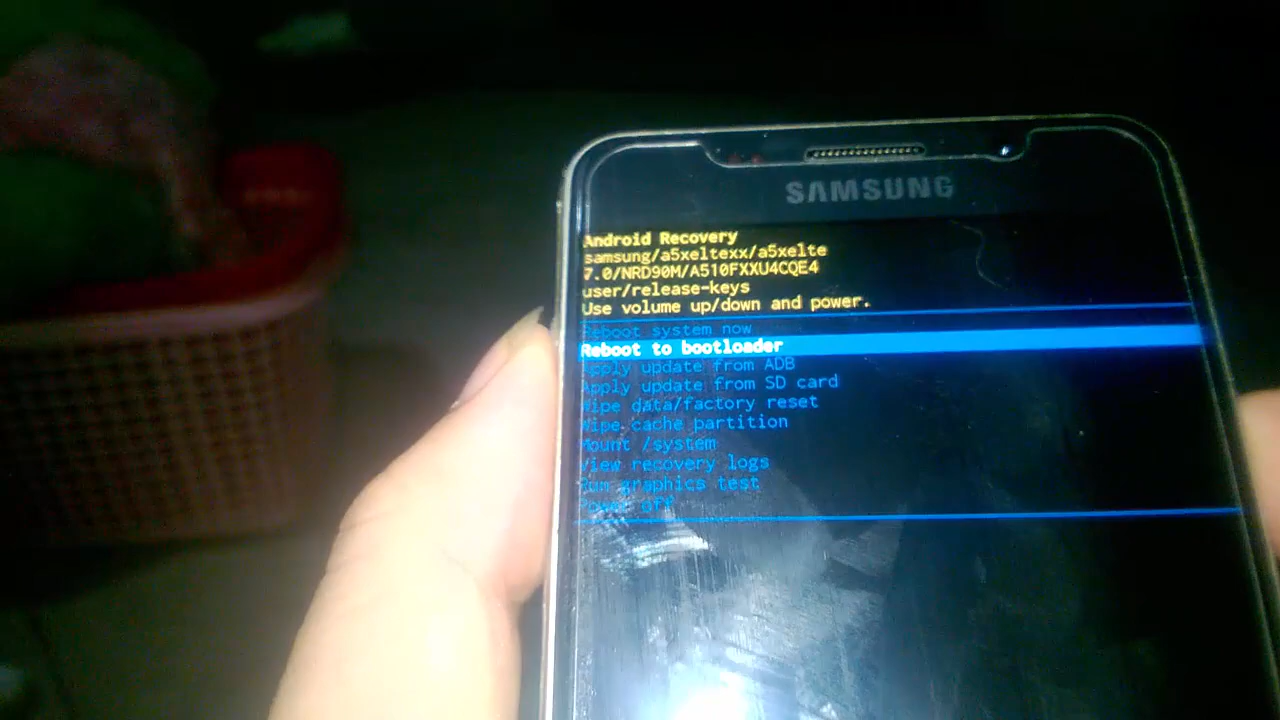 SAMSUNG
Android Recovery
samsung/a5xeltexx/a5xelte
7.0/NRD90M/A510FXXU4CQE4
user/release-keys
Use volume up/down and power.
Reboot system now
Reboot to bootloader
Apply update from ADB
Apply update from SD card
Wipe data/factory reset
Wipe cache partition
Mount /system
View recovery logs
Run graphics test
Power off